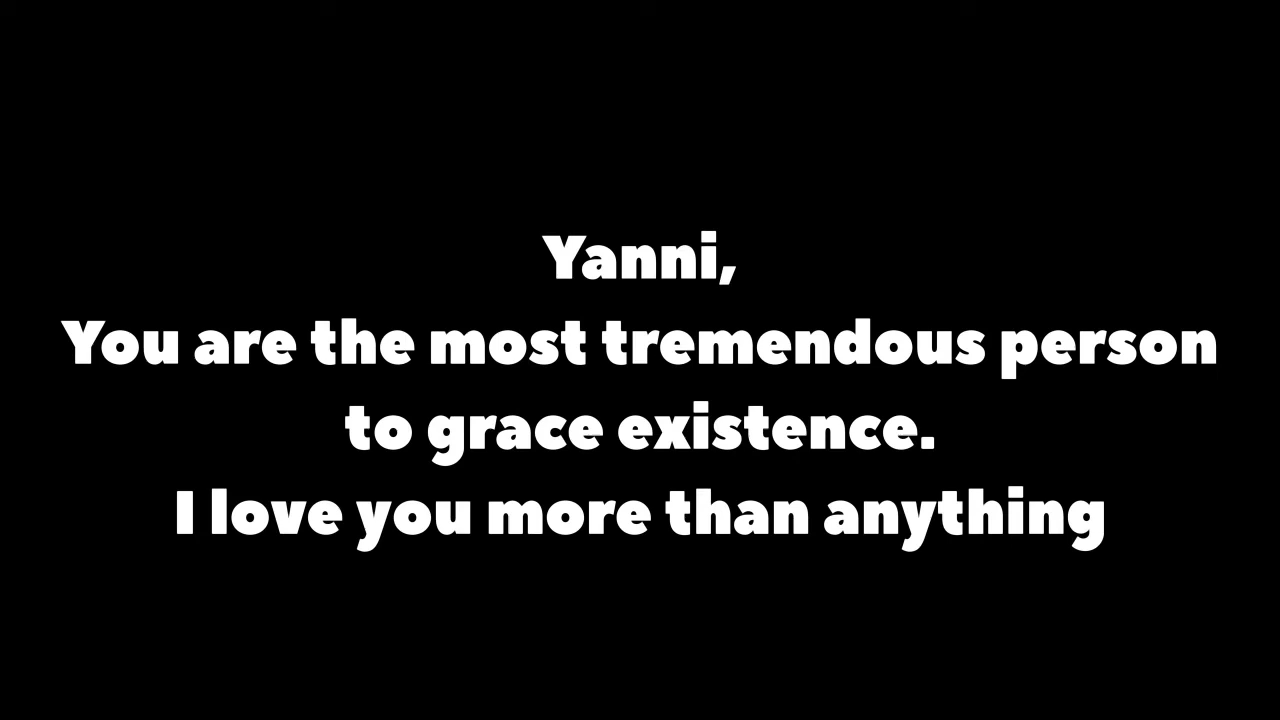 Yanni,
You are the most tremendous person
to grace existence.
I love you more than anything